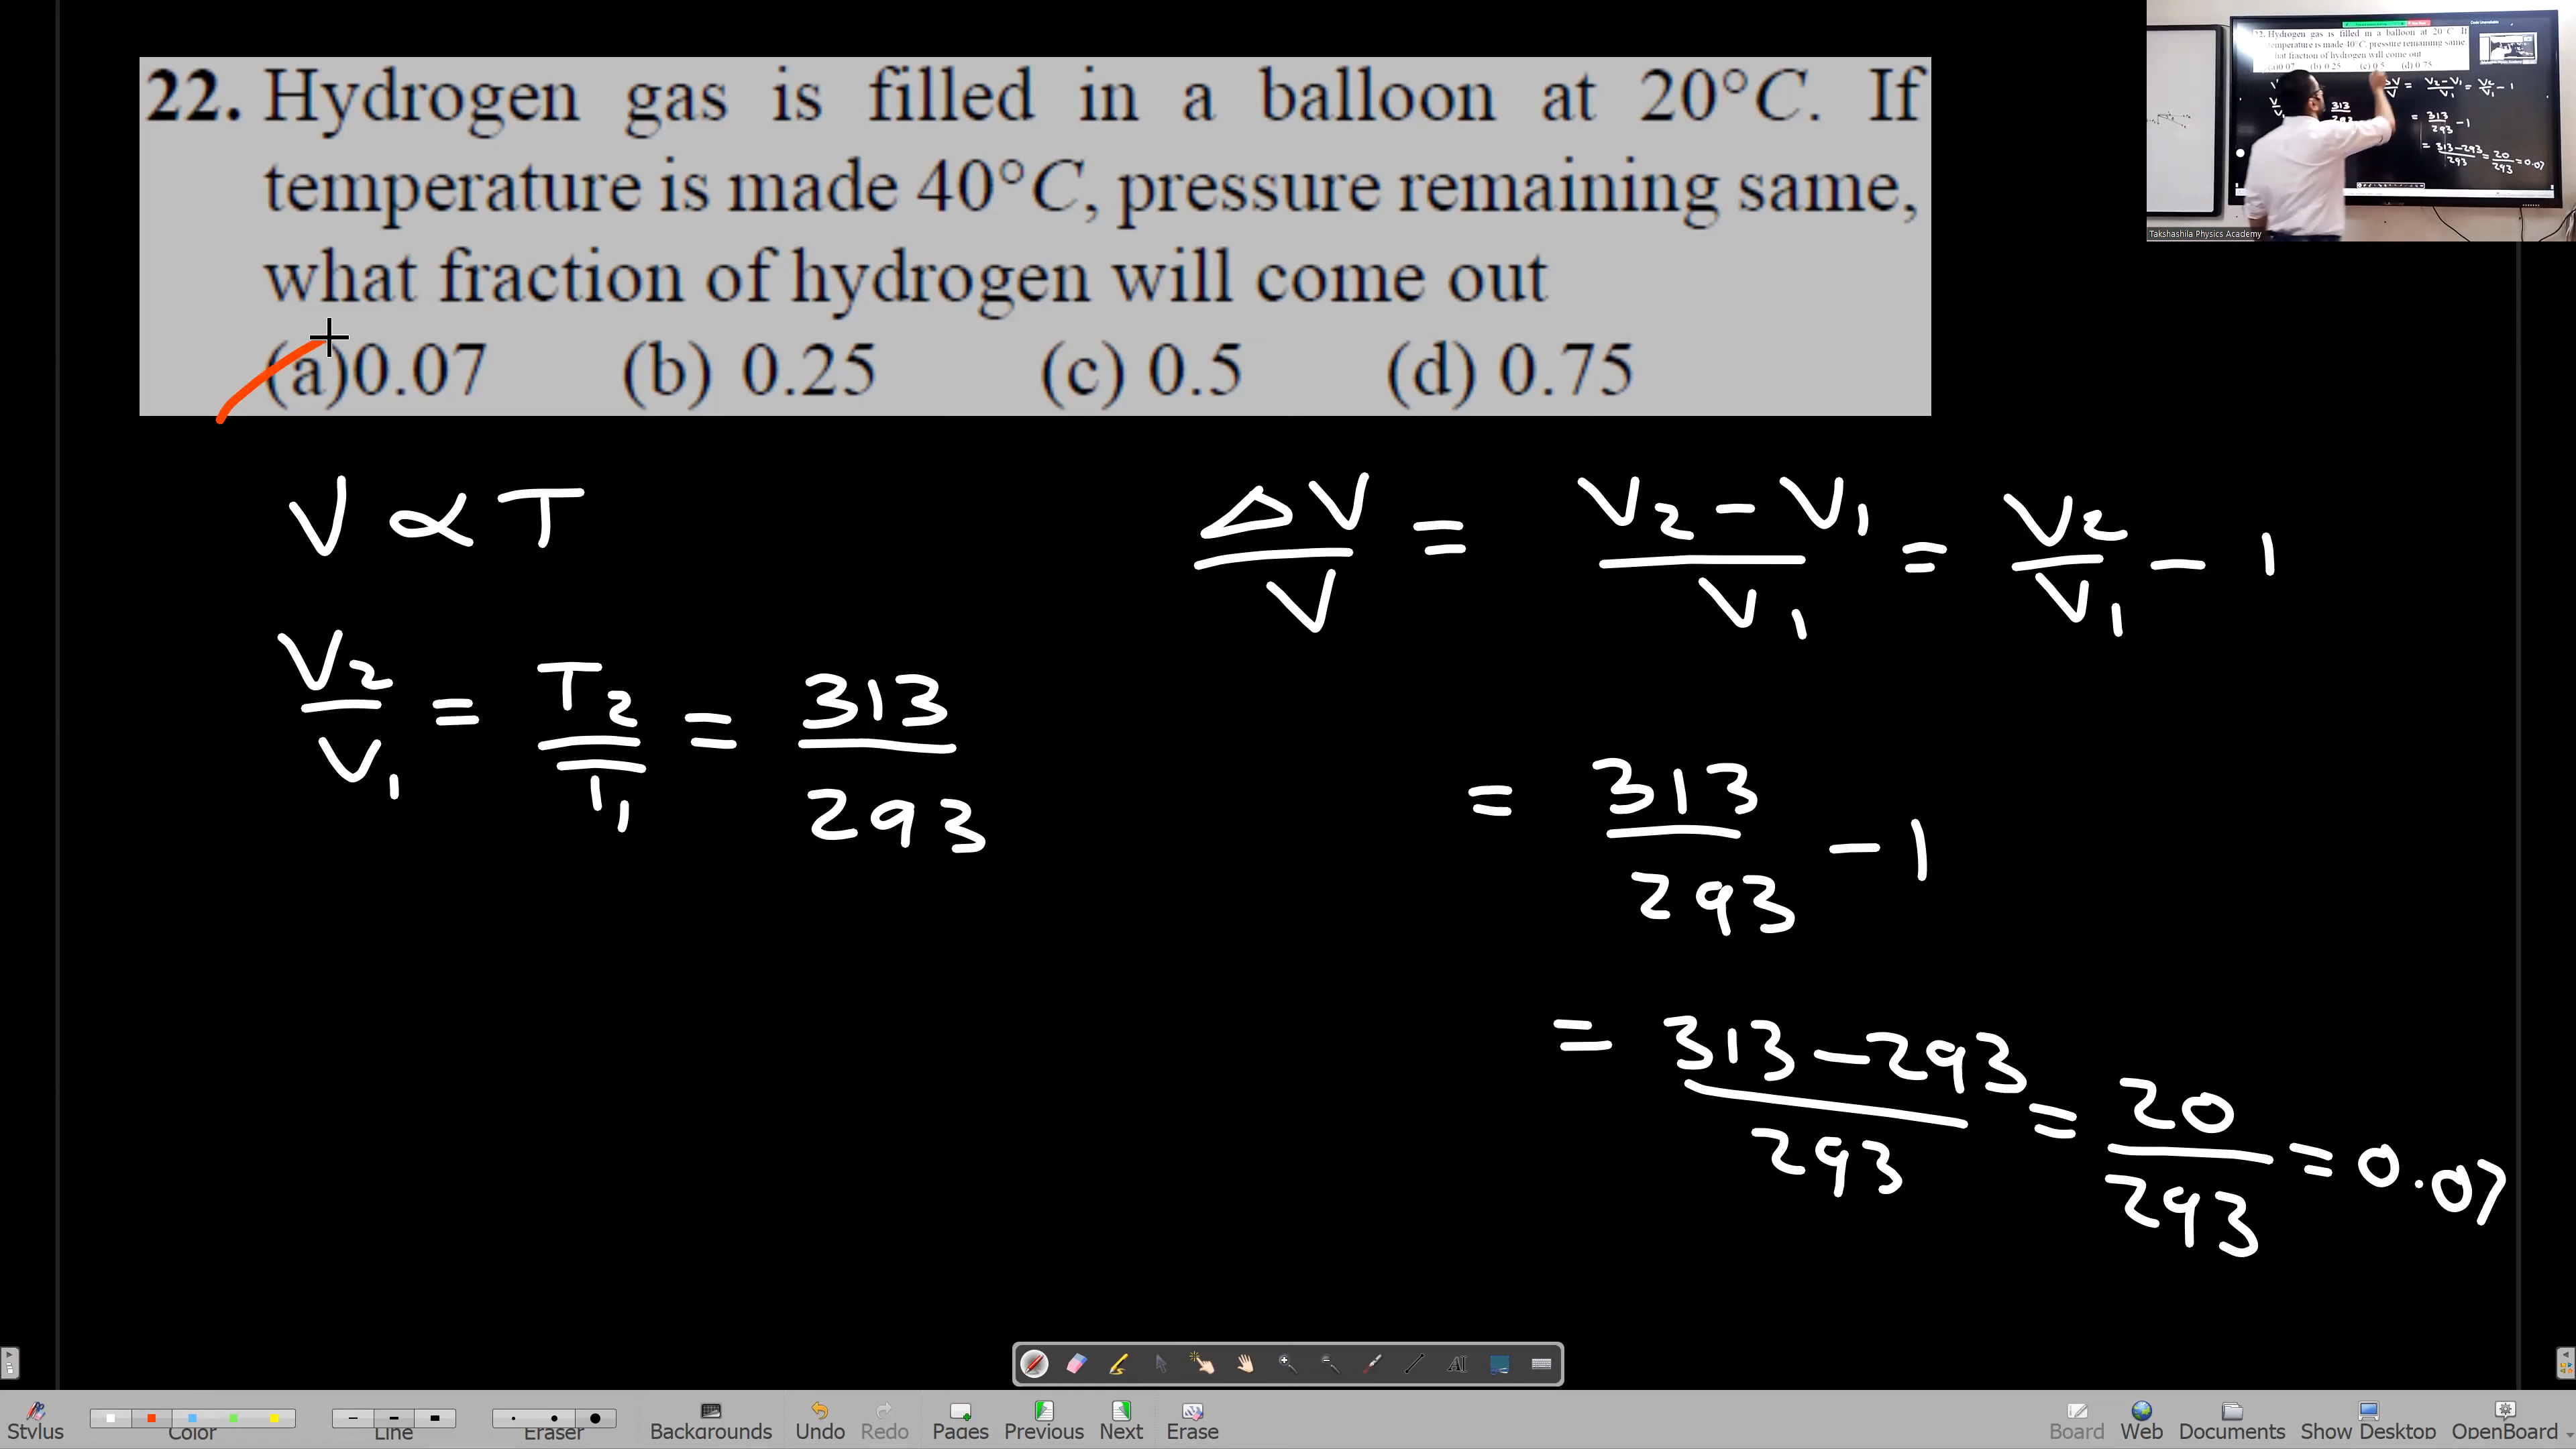 22. Hydrogen gas is filled in a balloon at 20°C. If
temperature is made 40°C, pressure remaining same,
what fraction of hydrogen will come out
(a)0.07 (b) 0.25 (c) 0.5 (d) 0.75
V ∝ T
V2/V1 = T2/T1 = 313/293
ΔV/V = (V2 - V1)/V1 = V2/V1 - 1
= 313/293 - 1
= (313 - 293)/293 = 20/293 = 0.07
Takshashila Physics Academy
Stylus
Color
Line
Eraser
Backgrounds
Undo
Redo
Pages
Previous
Next
Erase
Board
Web
Documents
Show Desktop
OpenBoard